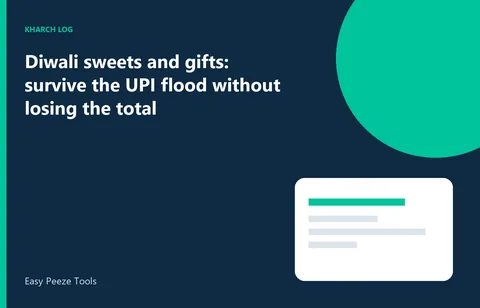 KHARCH LOG
Diwali sweets and gifts:
survive the UPI flood without
losing the total
Easy Peeze Tools